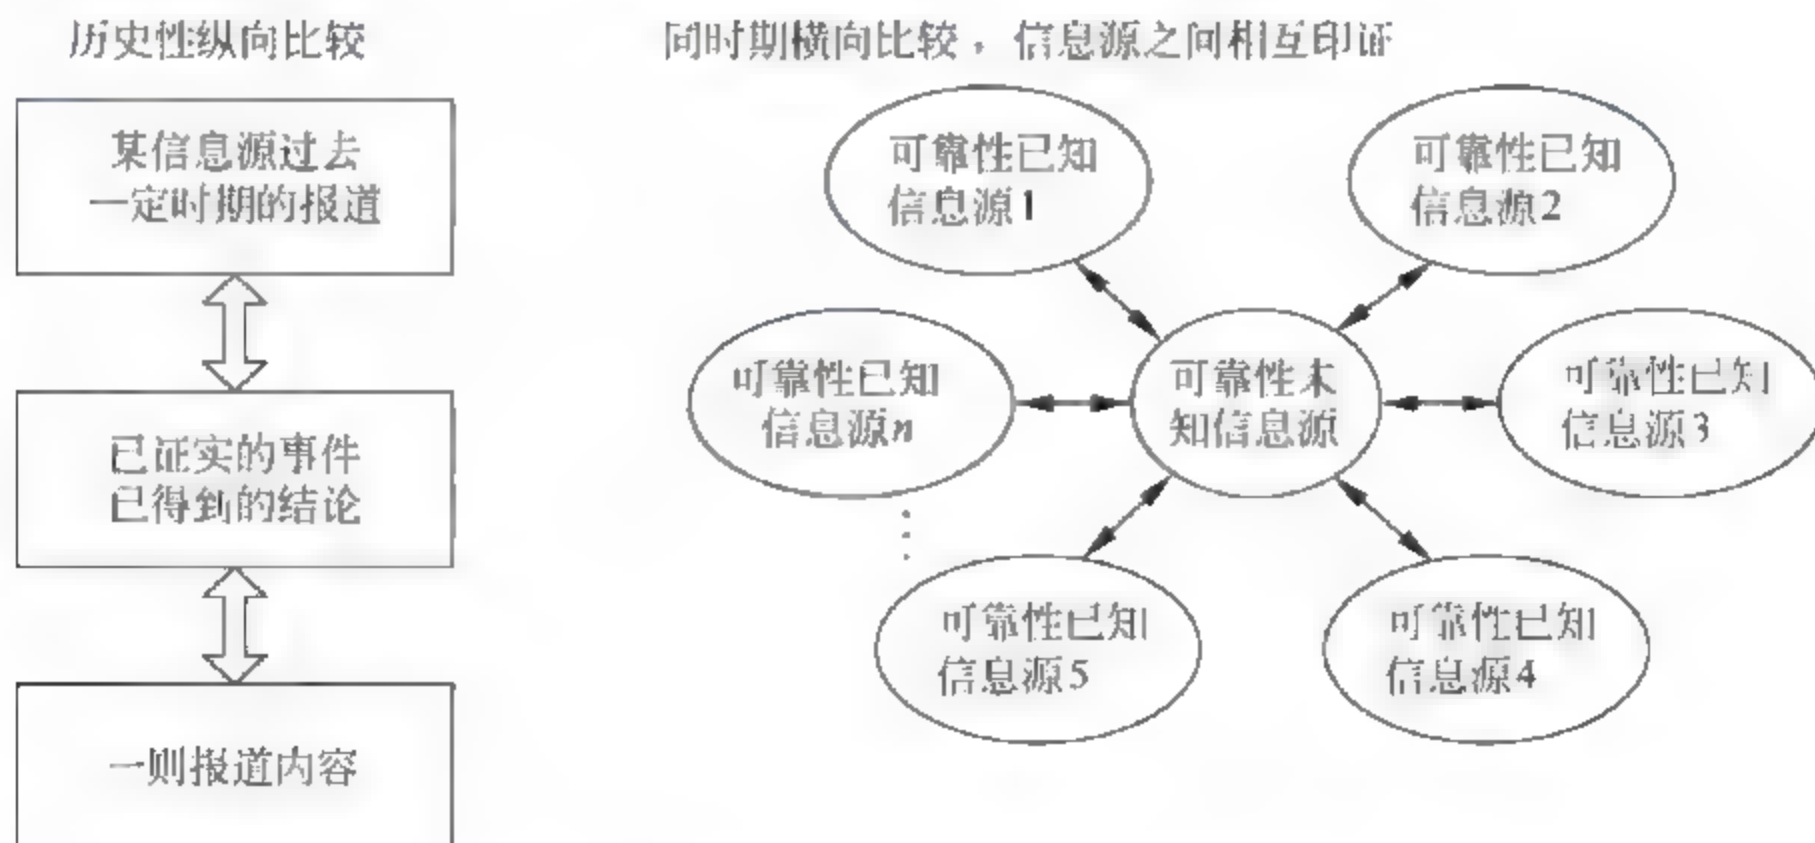 历史性纵向比较
某信息源过去
一定时期的报道
已证实的事件
已得到的结论
一则报道内容
同时期横向比较，信息源之间相互印证
可靠性已知
信息源1
可靠性已知
信息源2
可靠性已知
信息源n
可靠性未
知信息源
可靠性已知
信息源3
可靠性已知
信息源5
可靠性已知
信息源4